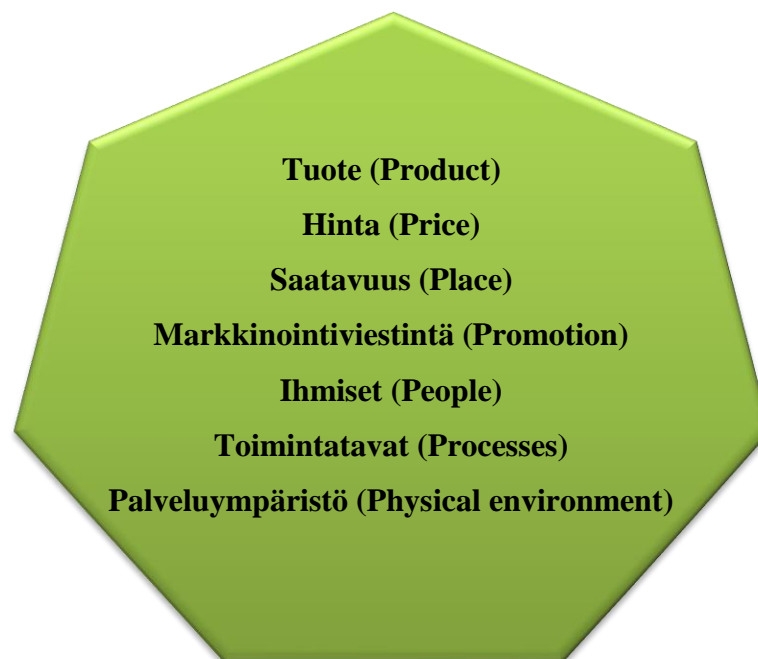 Tuote (Product)
Hinta (Price)
Saatavuus (Place)
Markkinointiviestintä (Promotion)
Ihmiset (People)
Toimintatavat (Processes)
Palveluympäristö (Physical environment)